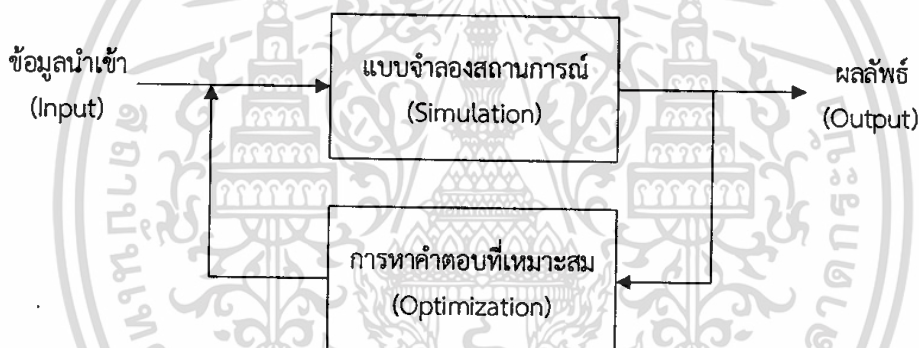 ข้อมูลนำเข้า
(Input)
แบบจำลองสถานการณ์
(Simulation)
ผลลัพธ์
(Output)
การหาคำตอบที่เหมาะสม
(Optimization)